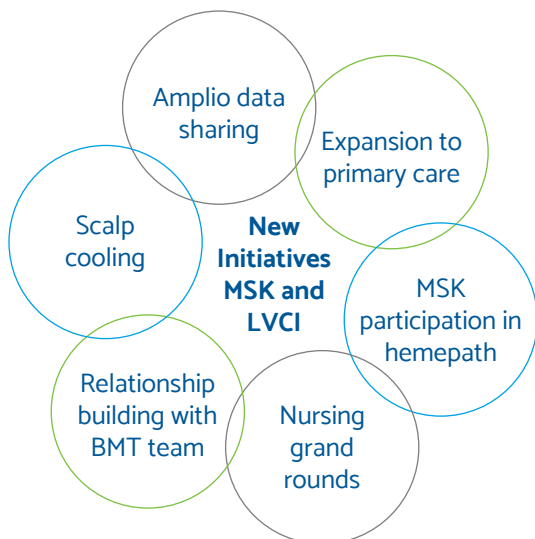 Amplio data
sharing
Expansion to
primary care
Scalp
cooling
New
Initiatives
MSK and
LVCI
MSK
participation in
hemepath
Relationship
building with
BMT team
Nursing
grand
rounds